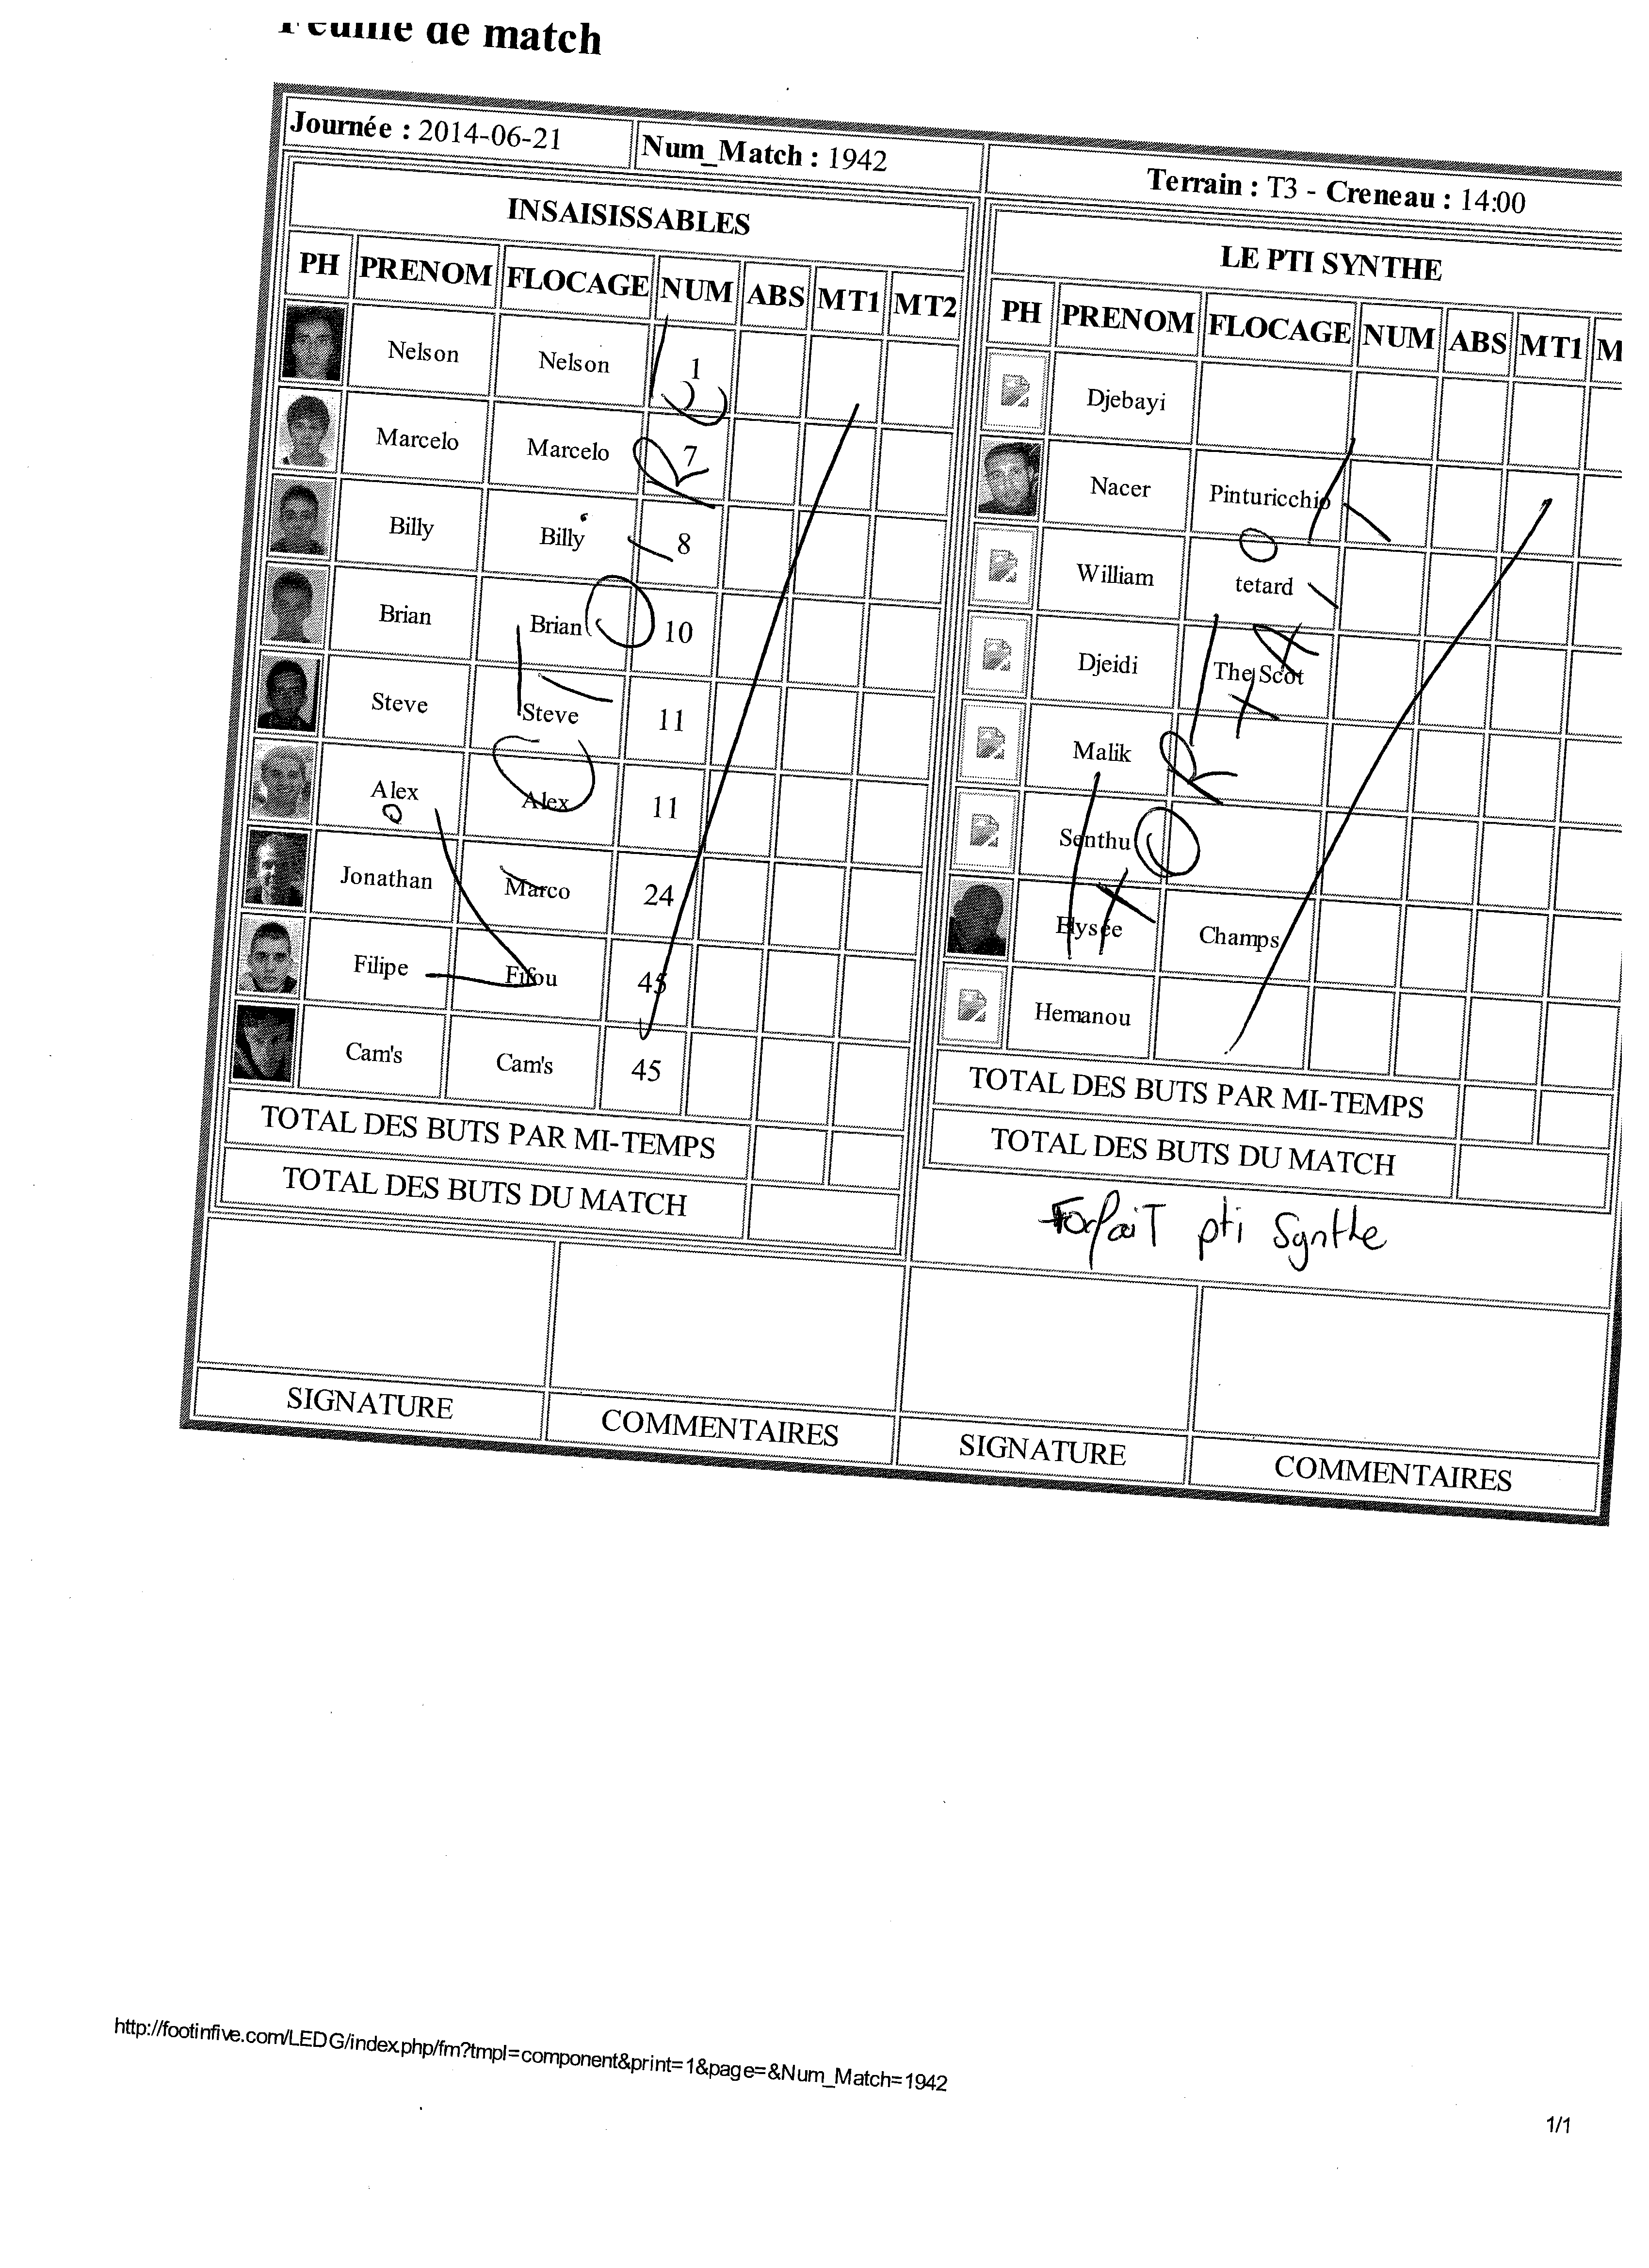 Feuille de match
Journée : 2014-06-21
Num_Match : 1942
Terrain : T3 - Creneau : 14:00
INSAISISSABLES
PH PRENOM FLOCAGE NUM ABS MT1 MT2
Nelson Nelson 1
Marcelo Marcelo 7
Billy Billy 8
Brian Brian 10
Steve Steve 11
Alex Alex 11
Jonathan Marco 24
Filipe Fifou 45
Cam's Cam's 45
TOTAL DES BUTS PAR MI-TEMPS
TOTAL DES BUTS DU MATCH
LE PTI SYNTHE
PH PRENOM FLOCAGE NUM ABS MT1 M
Djebayi
Nacer Pinturicchio
William tetard
Djeidi The Scot
Malik
Senthu
Elysée Champs
Hemanou
TOTAL DES BUTS PAR MI-TEMPS
TOTAL DES BUTS DU MATCH
Forfait pti Synthe
SIGNATURE COMMENTAIRES SIGNATURE COMMENTAIRES
http://footinfive.com/LEDG/index.php/fm?tmpl=component&print=1&page=&Num_Match=1942
1/1